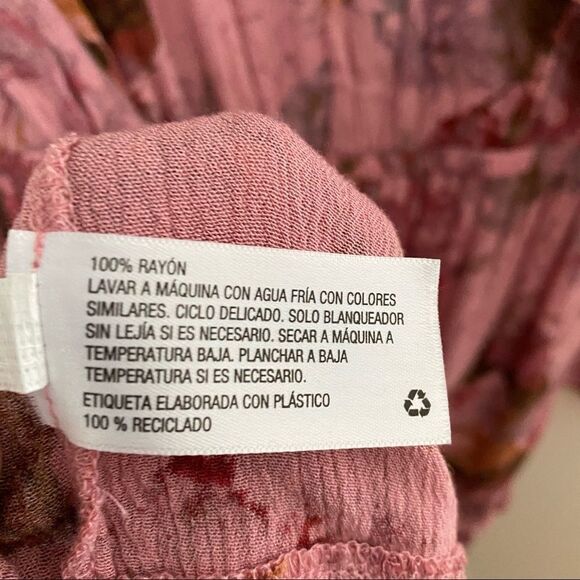 100% RAYÓN
LAVAR A MÁQUINA CON AGUA FRÍA CON COLORES
SIMILARES. CICLO DELICADO. SOLO BLANQUEADOR
SIN LEJÍA SI ES NECESARIO. SECAR A MÁQUINA A
TEMPERATURA BAJA. PLANCHAR A BAJA
TEMPERATURA SI ES NECESARIO.
ETIQUETA ELABORADA CON PLÁSTICO
100 % RECICLADO